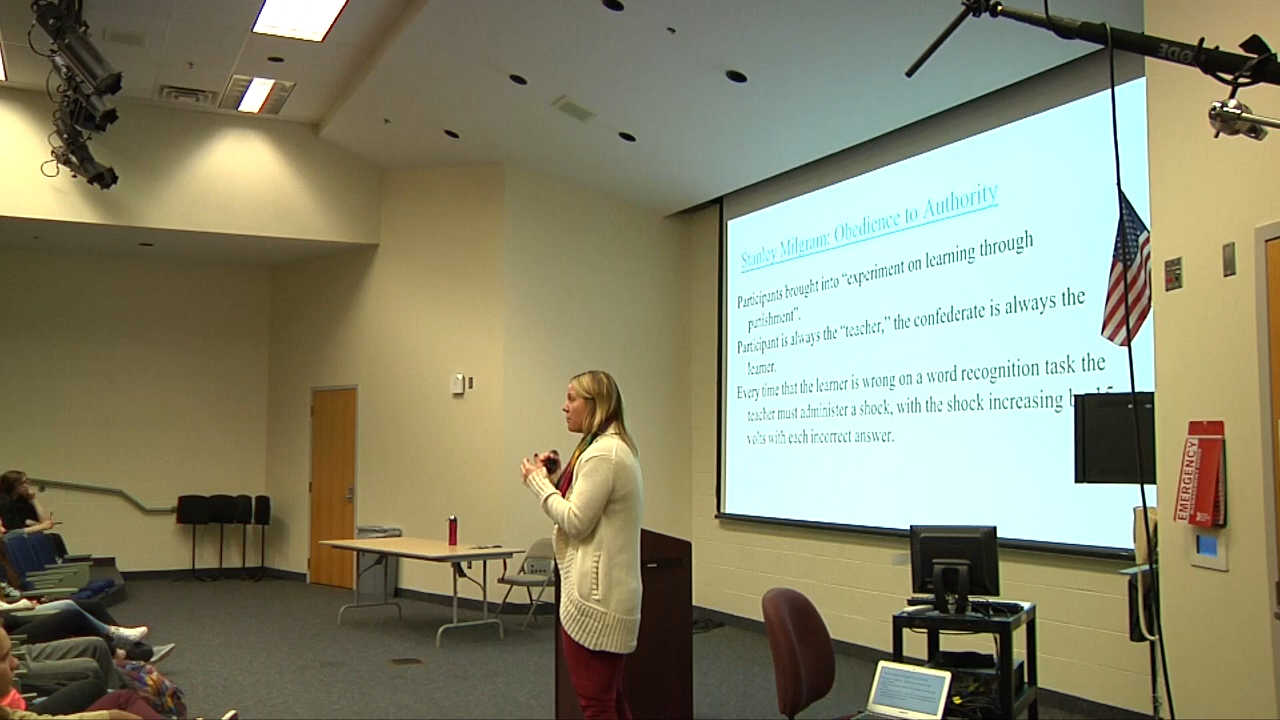 RODE
Stanley Milgram: Obedience to Authority
Participants brought into “experiment on learning through
punishment”.
Participant is always the “teacher,” the confederate is always the
learner.
Every time that the learner is wrong on a word recognition task the
teacher must administer a shock, with the shock increasing
volts with each incorrect answer.
EMERGENCY